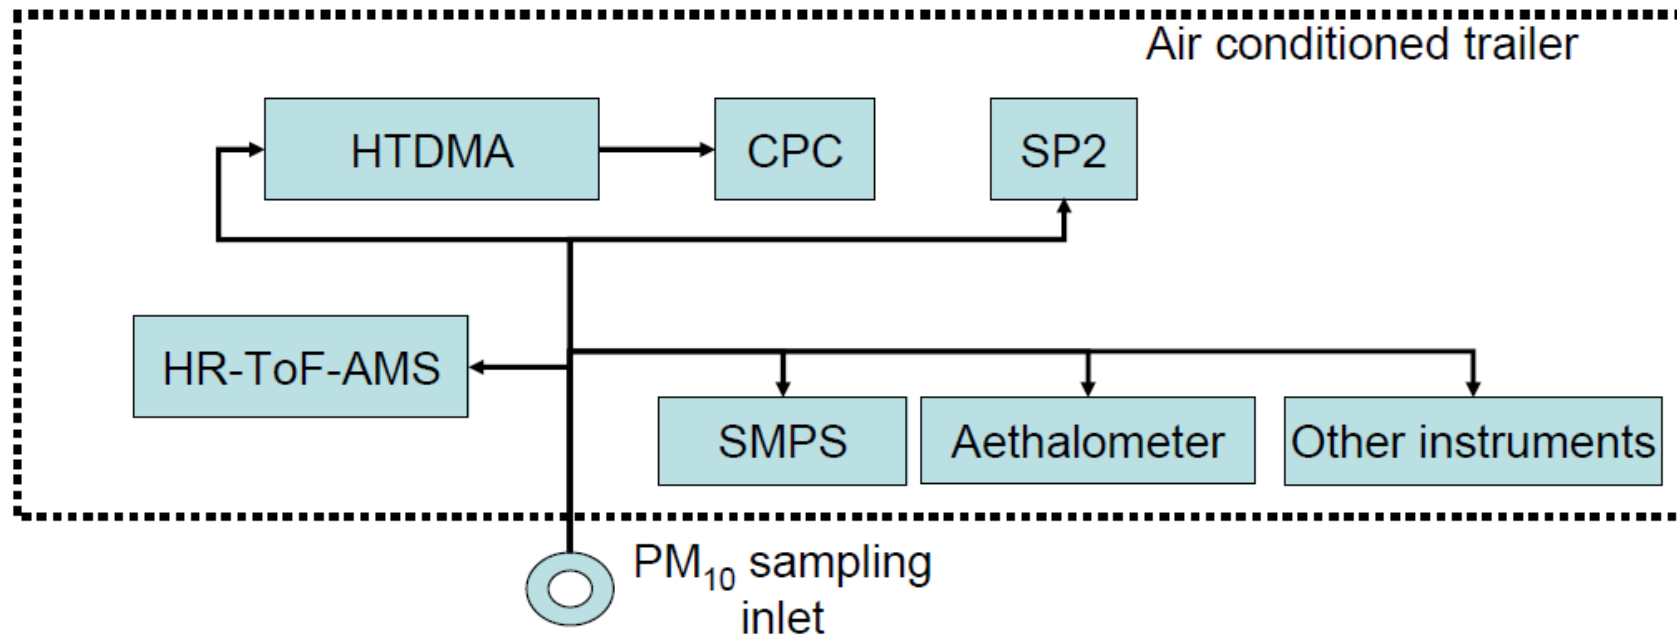 Air conditioned trailer
HTDMA
CPC
SP2
HR-ToF-AMS
SMPS
Aethalometer
Other instruments
PM₁₀ sampling
inlet